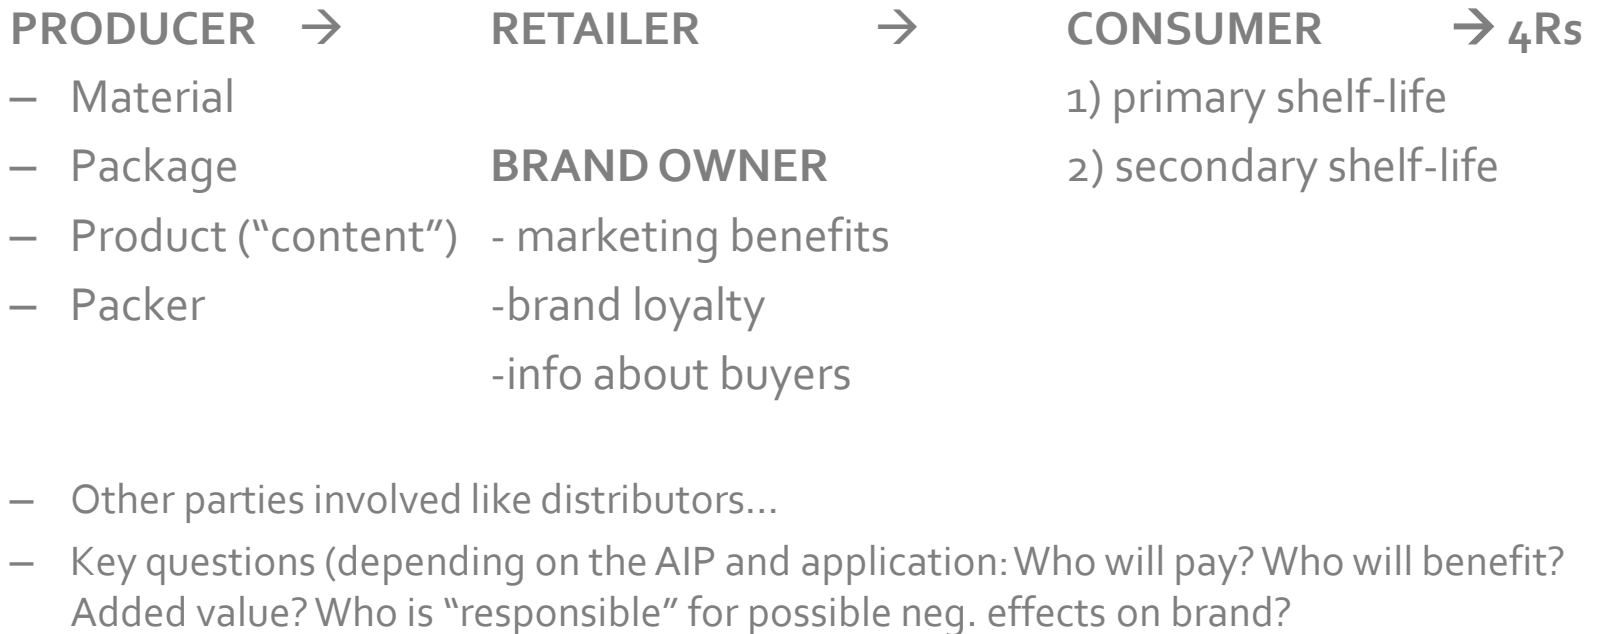 PRODUCER → RETAILER → CONSUMER → 4Rs
– Material 1) primary shelf-life
– Package BRAND OWNER 2) secondary shelf-life
– Product (“content”) - marketing benefits
– Packer -brand loyalty
-info about buyers
– Other parties involved like distributors…
– Key questions (depending on the AIP and application: Who will pay? Who will benefit?
Added value? Who is “responsible” for possible neg. effects on brand?